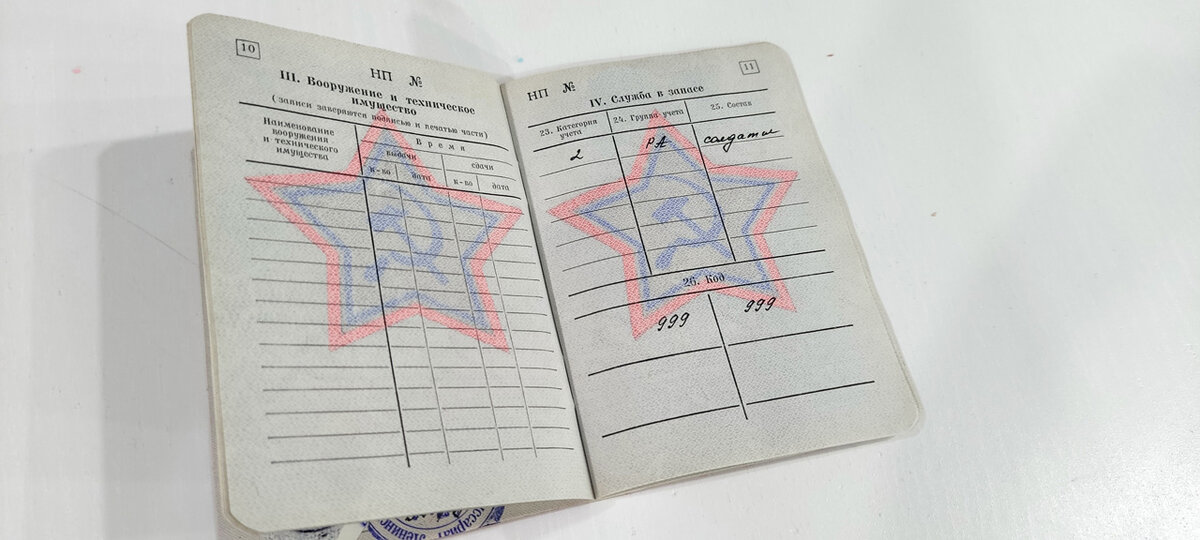 10
НП №
III. Вооружение и техническое
имущество
(записи заверяются подписью и печатью части)
Наименование
вооружения
и технического
имущества
Время
выдачи
сдачи
к-во
дата
к-во
дата
11
НП №
IV. Служба в запасе
23. Категория
учета
24. Группа учета
25. Состав
2
РА
солдаты
26. Код
999
999